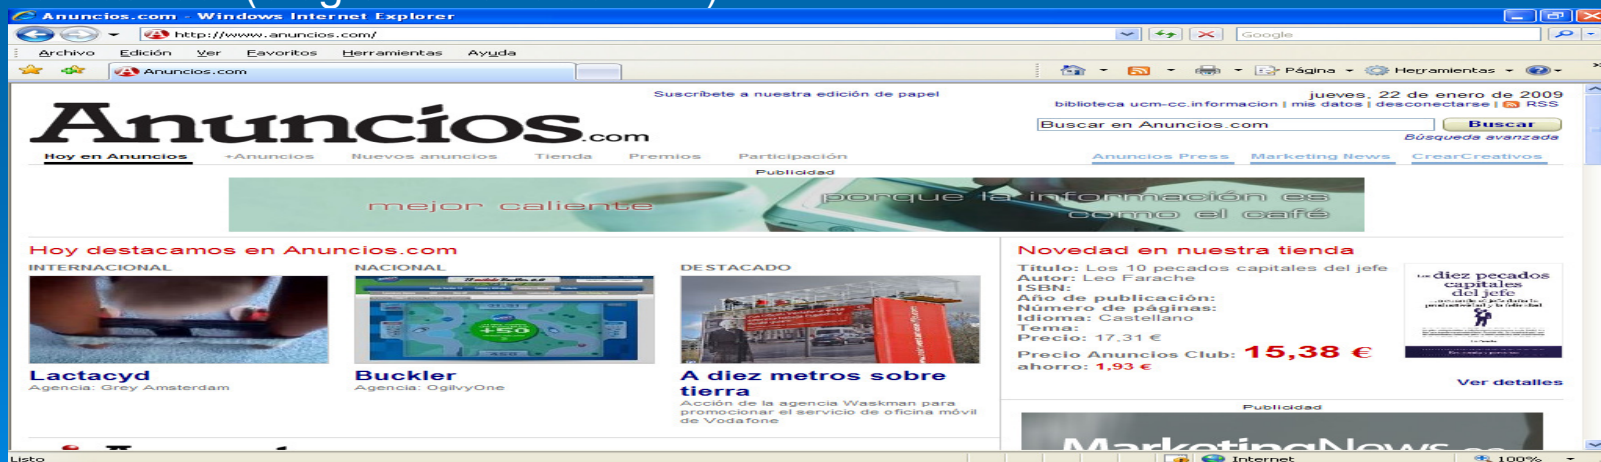 Anuncios.com - Windows Internet Explorer
http://www.anuncios.com/
Google
Archivo Edición Ver Favoritos Herramientas Ayuda
Anuncios.com
Página Herramientas
Suscríbete a nuestra edición de papel
jueves, 22 de enero de 2009
biblioteca ucm-cc.informacion | mis datos | desconectarse | RSS
Anuncios.com
Buscar en Anuncios.com Buscar
Búsqueda avanzada
Hoy en Anuncios +Anuncios Nuevos anuncios Tienda Premios Participación
Anuncios Press Marketing News CrearCreativos
Publicidad
mejor caliente
porque la información es
como el café
Hoy destacamos en Anuncios.com
INTERNACIONAL
Lactacyd
Agencia: Grey Amsterdam
NACIONAL
+50
Buckler
Agencia: OgilvyOne
DESTACADO
A diez metros sobre
tierra
Acción de la agencia Waskman para
promocionar el servicio de oficina móvil
de Vodafone
Novedad en nuestra tienda
Título: Los 10 pecados capitales del jefe
Autor: Leo Farache
ISBN:
Año de publicación:
Número de páginas:
Idioma: Castellano
Tema:
Precio: 17,31 €
Precio Anuncios Club: 15,38 €
ahorro: 1,93 €
diez pecados
capitales
del jefe
Ver detalles
Publicidad
MarketingNews
Listo
Internet
100%